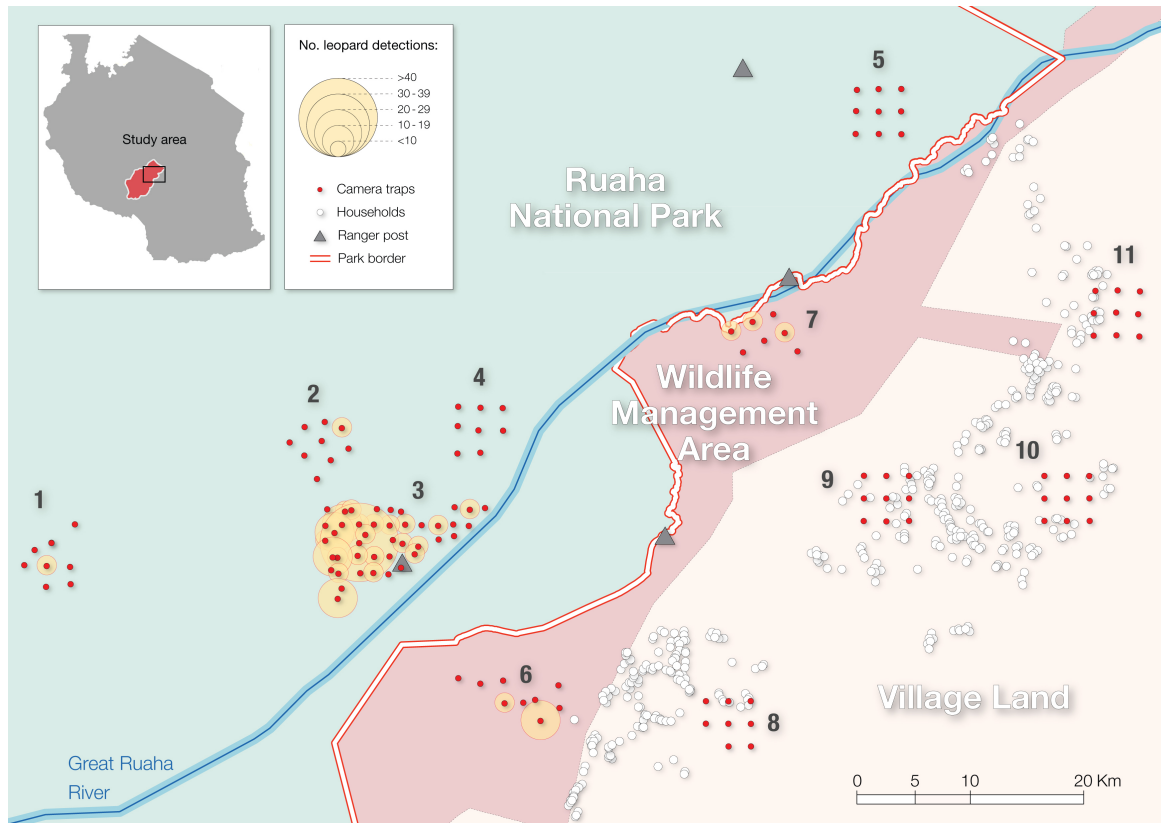 Study area
No. leopard detections:
>40
30 - 39
20 - 29
10 - 19
<10
Camera traps
Households
Ranger post
Park border
Ruaha
National Park
5
11
7
Wildlife
Management
Area
4
2
3
1
9
10
6
8
Village Land
Great Ruaha
River
0 5 10 20 Km